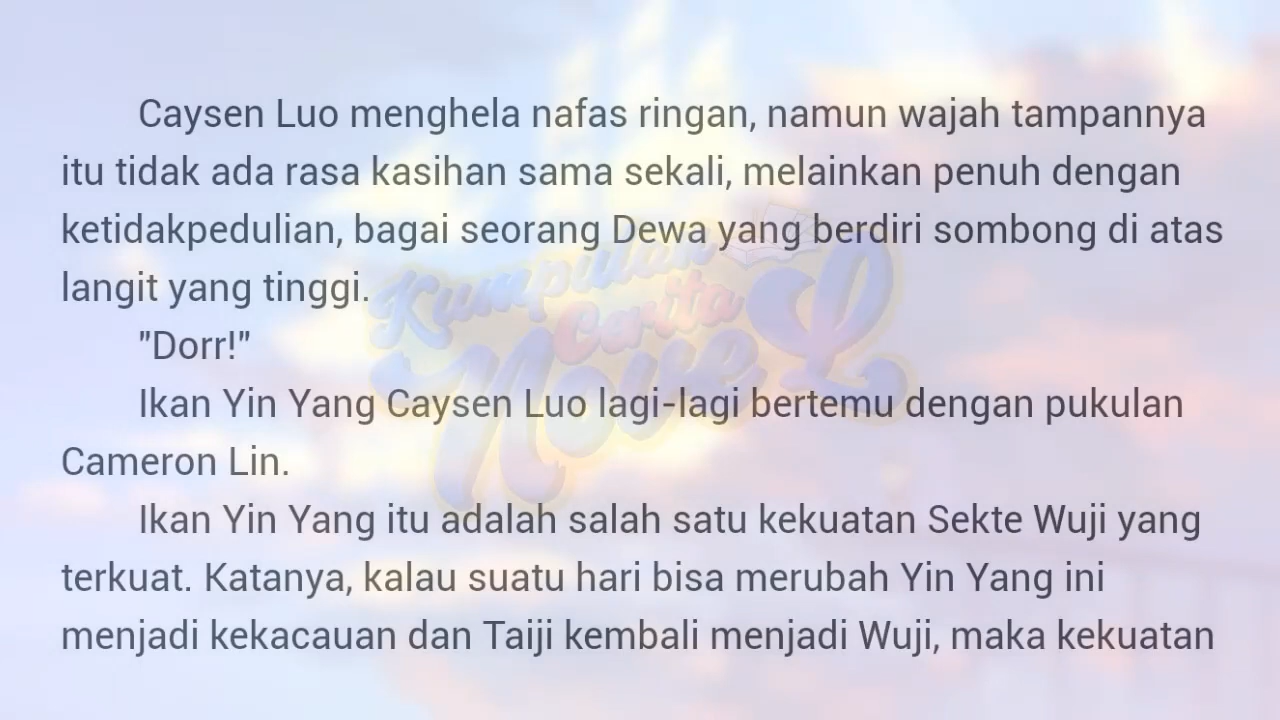 Caysen Luo menghela nafas ringan, namun wajah tampannya
itu tidak ada rasa kasihan sama sekali, melainkan penuh dengan
ketidakpedulian, bagai seorang Dewa yang berdiri sombong di atas
langit yang tinggi.
"Dorr!"
Ikan Yin Yang Caysen Luo lagi-lagi bertemu dengan pukulan
Cameron Lin.
Ikan Yin Yang itu adalah salah satu kekuatan Sekte Wuji yang
terkuat. Katanya, kalau suatu hari bisa merubah Yin Yang ini
menjadi kekacauan dan Taiji kembali menjadi Wuji, maka kekuatan
Kumpulan
Cerita
Novel